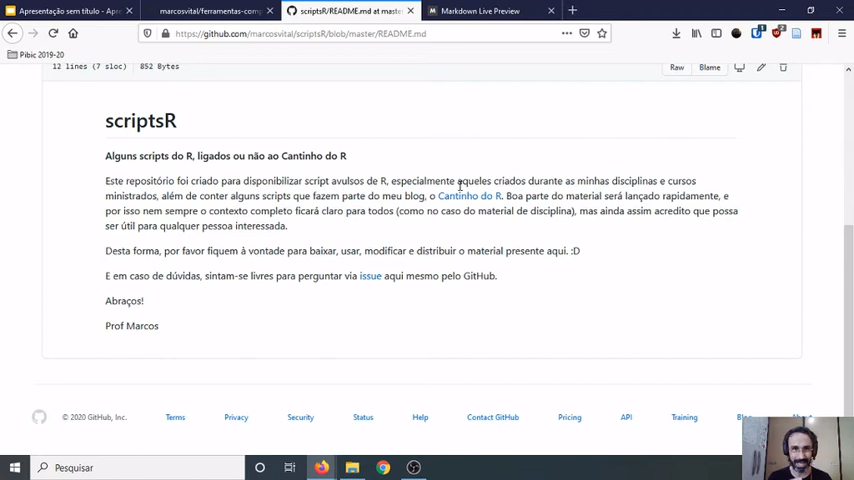 Apresentação sem título - Apr
marcosvital/ferramentas-comp
scriptsR/README.md at master
Markdown Live Preview
https://github.com/marcosvital/scriptsR/blob/master/README.md
Pibic 2019-20
12 lines (7 sloc) 852 Bytes
Raw Blame
scriptsR
Alguns scripts do R, ligados ou não ao Cantinho do R
Este repositório foi criado para disponibilizar script avulsos de R, especialmente aqueles criados durante as minhas disciplinas e cursos
ministrados, além de conter alguns scripts que fazem parte do meu blog, o Cantinho do R. Boa parte do material será lançado rapidamente, e
por isso nem sempre o contexto completo ficará claro para todos (como no caso do material de disciplina), mas ainda assim acredito que possa
ser útil para qualquer pessoa interessada.
Desta forma, por favor fiquem à vontade para baixar, usar, modificar e distribuir o material presente aqui. :D
E em caso de dúvidas, sintam-se livres para perguntar via issue aqui mesmo pelo GitHub.
Abraços!
Prof Marcos
© 2020 GitHub, Inc. Terms Privacy Security Status Help Contact GitHub Pricing API Training
Pesquisar